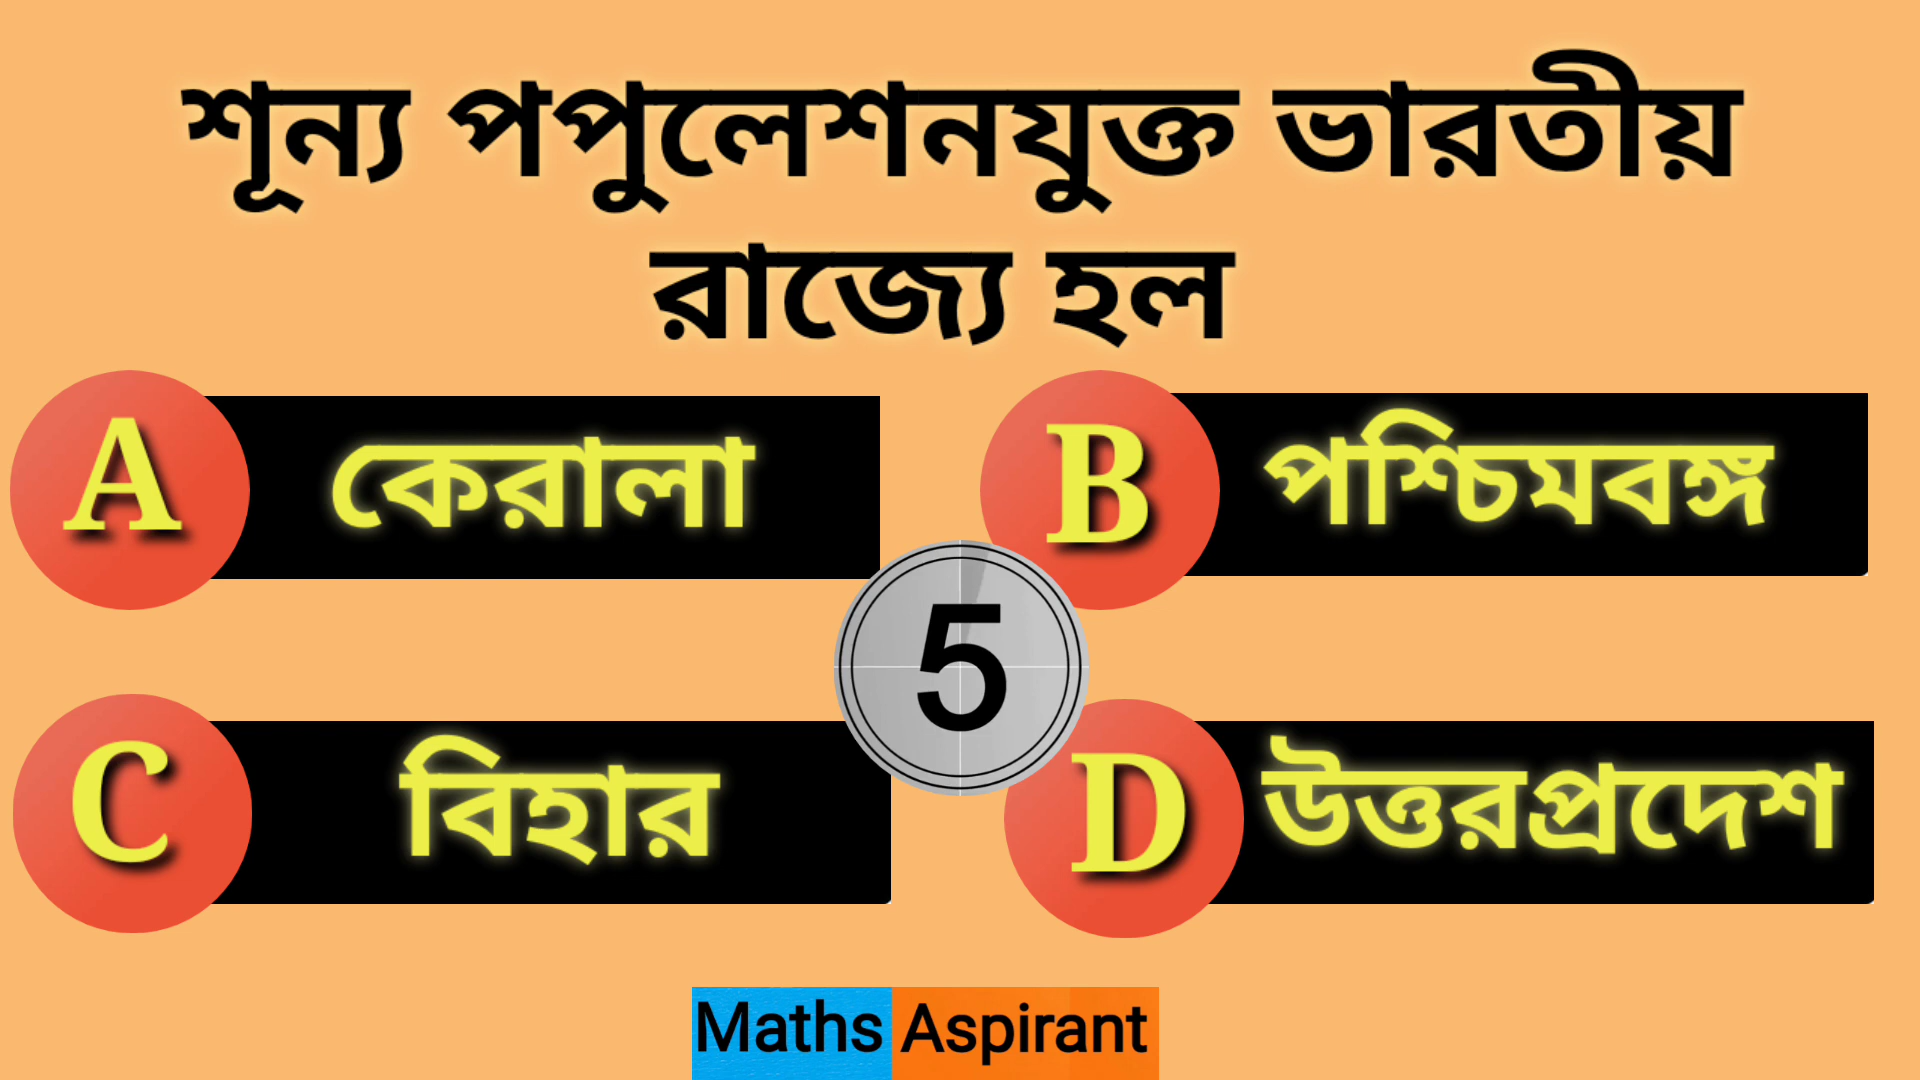 শূন্য পপুলেশনযুক্ত ভারতীয়
রাজ্যে হল
A কেরালা
B পশ্চিমবঙ্গ
5
C বিহার
D উত্তরপ্রদেশ
Maths Aspirant